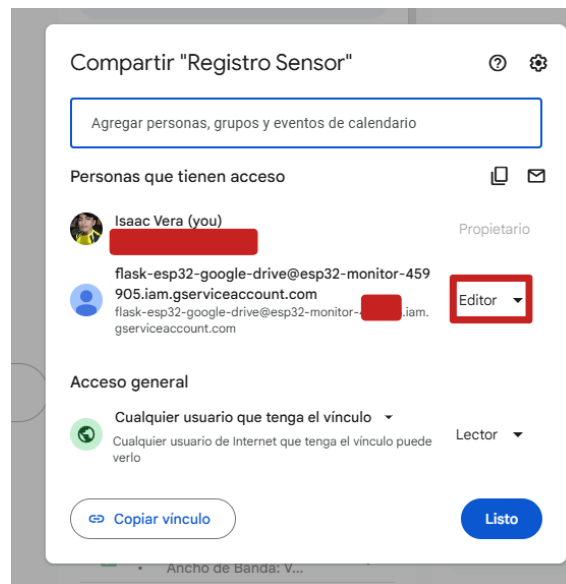 Compartir "Registro Sensor"
Agregar personas, grupos y eventos de calendario
Personas que tienen acceso
Isaac Vera (you)
Propietario
flask-esp32-google-drive@esp32-monitor-459
905.iam.gserviceaccount.com
Editor
flask-esp32-google-drive@esp32-monitor- .iam.
gserviceaccount.com
Acceso general
Cualquier usuario que tenga el vínculo
Cualquier usuario de Internet que tenga el vínculo puede
verlo
Lector
Copiar vínculo
Listo
Ancho de Banda: V...